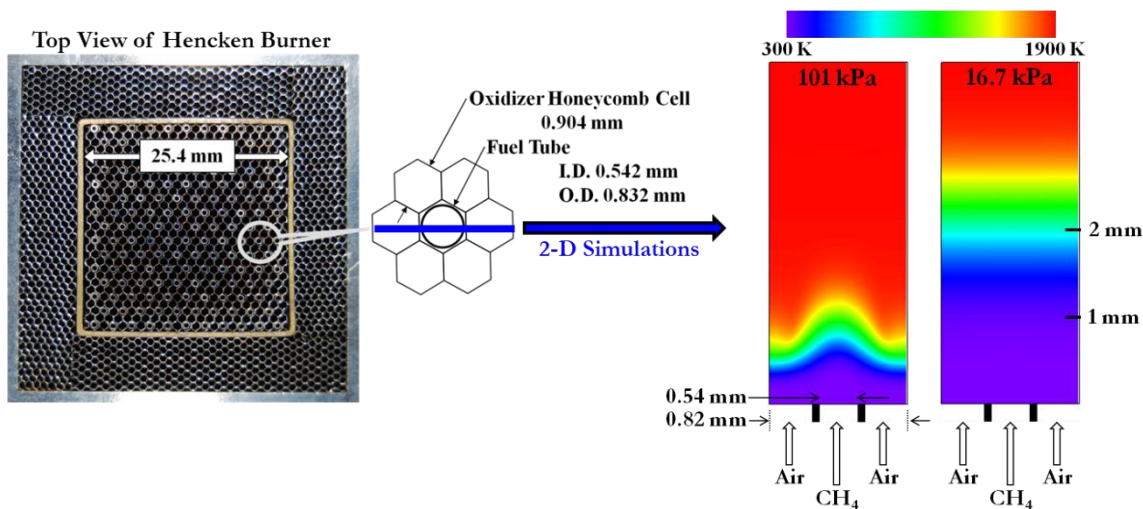 Top View of Hencken Burner
25.4 mm
Oxidizer Honeycomb Cell
0.904 mm
Fuel Tube
I.D. 0.542 mm
O.D. 0.832 mm
2-D Simulations
300 K
1900 K
101 kPa
16.7 kPa
2 mm
1 mm
0.54 mm
0.82 mm
Air
Air
CH₄
Air
Air
CH₄